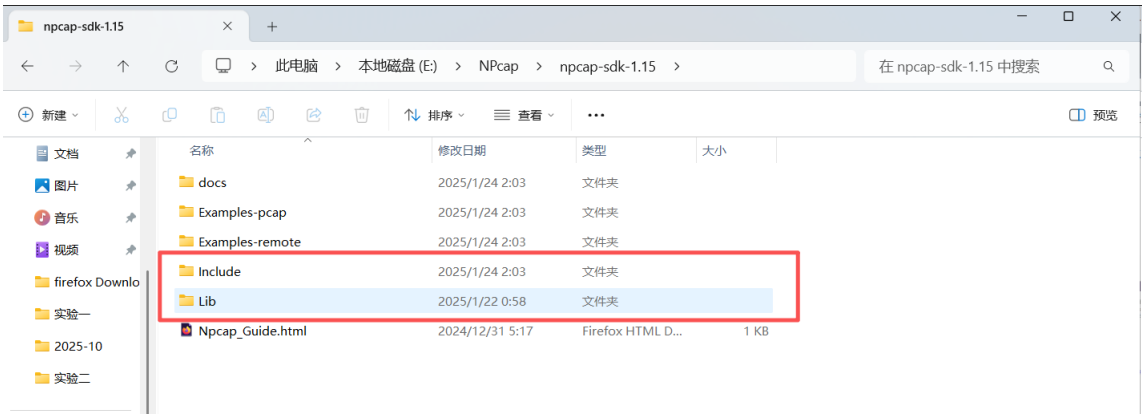 npcap-sdk-1.15
此电脑 > 本地磁盘 (E:) > NPcap > npcap-sdk-1.15 >
在 npcap-sdk-1.15 中搜索
新建 排序 查看 ... 预览
名称 修改日期 类型 大小
文档
图片
音乐
视频
firefox Downlo
实验一
2025-10
实验二
docs 2025/1/24 2:03 文件夹
Examples-pcap 2025/1/24 2:03 文件夹
Examples-remote 2025/1/24 2:03 文件夹
Include 2025/1/24 2:03 文件夹
Lib 2025/1/22 0:58 文件夹
Npcap_Guide.html 2024/12/31 5:17 Firefox HTML D... 1 KB